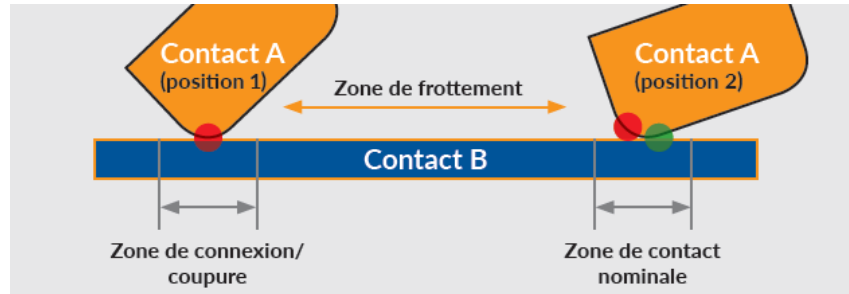 Contact A
(position 1)
Zone de frottement
Contact A
(position 2)
Contact B
Zone de connexion/
coupure
Zone de contact
nominale